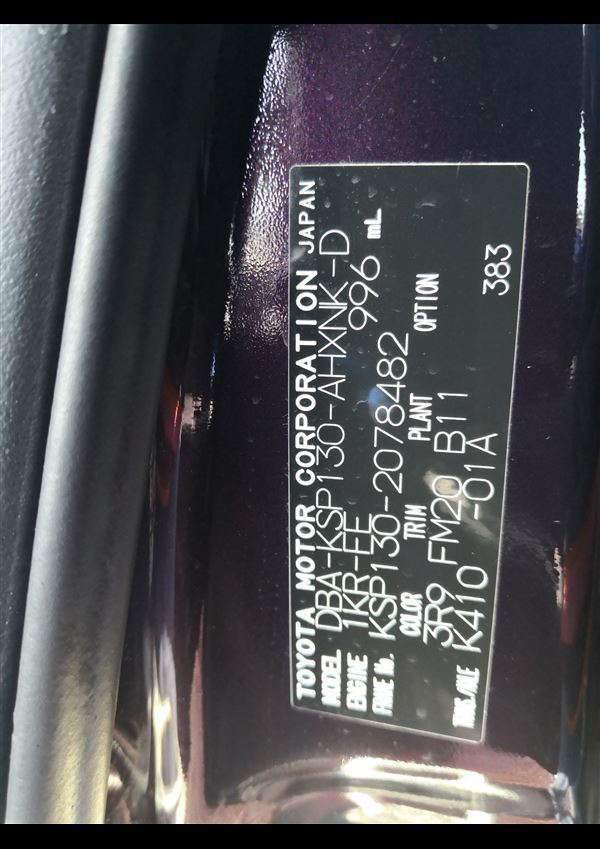 TOYOTA MOTOR CORPORATION JAPAN
MODEL DBA-KSP130-AHXNK-D
ENGINE 1KR-FE 996 mL
FRAME No. KSP130-2078482
COLOR TRIM PLANT OPTION
3R9 FM20 B11
TRANS./AXLE K410 -01A 383